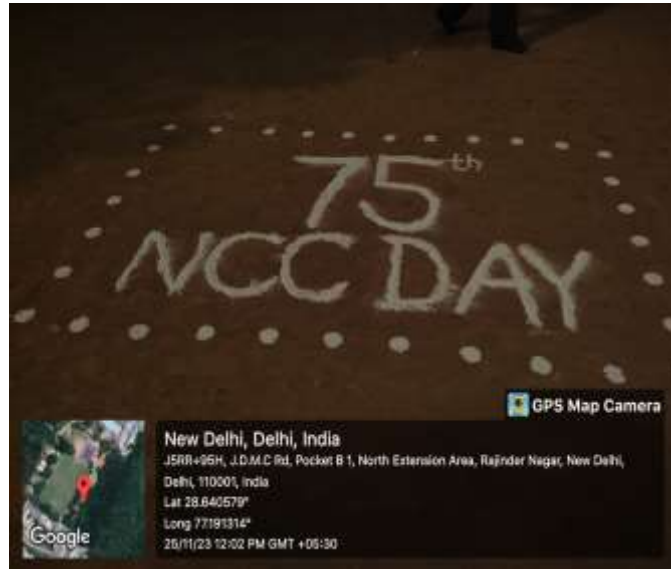 75th
NCC DAY
GPS Map Camera
New Delhi, Delhi, India
J5RR+95H, J.D.M.C Rd, Pocket B 1, North Extension Area, Rajinder Nagar, New Delhi,
Delhi, 110001, India
Lat 28.640579°
Long 77.191314°
25/11/23 12:02 PM GMT +05:30
Google